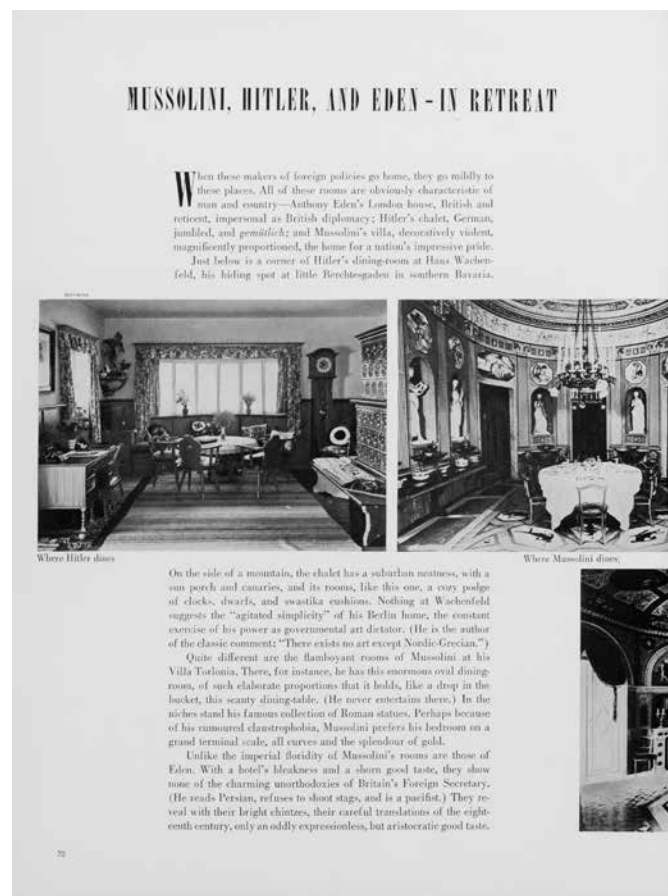 MUSSOLINI, HITLER, AND EDEN - IN RETREAT
When these makers of foreign policies go home, they go mildly to
these places. All of these rooms are obviously characteristic of
man and country—Anthony Eden's London house, British and
reticent, impersonal as British diplomacy; Hitler's chalet, German,
jumbled, and gemütlich; and Mussolini's villa, decoratively violent,
magnificently proportioned, the home for a nation's impressive pride.
Just below is a corner of Hitler's dining-room at Haus Wachen-
feld, his hiding spot at little Berchtesgaden in southern Bavaria.
Where Hitler dines
Where Mussolini dines;
On the side of a mountain, the chalet has a suburban neatness, with a
sun porch and canaries, and its rooms, like this one, a cozy podge
of clocks, dwarfs, and swastika cushions. Nothing at Wachenfeld
suggests the "agitated simplicity" of his Berlin home, the constant
exercise of his power as governmental art dictator. (He is the author
of the classic comment: "There exists no art except Nordic-Grecian.")
Quite different are the flamboyant rooms of Mussolini at his
Villa Torlonia. There, for instance, he has this enormous oval dining-
room, of such elaborate proportions that it holds, like a drop in the
bucket, this scanty dining-table. (He never entertains there.) In the
niches stand his famous collection of Roman statues. Perhaps because
of his rumoured claustrophobia, Mussolini prefers his bedroom on a
grand terminal scale, all curves and the splendour of gold.
Unlike the imperial floridity of Mussolini's rooms are those of
Eden. With a hotel's bleakness and a shorn good taste, they show
none of the charming unorthodoxies of Britain's Foreign Secretary.
(He reads Persian, refuses to shoot stags, and is a pacifist.) They re-
veal with their bright chintzes, their careful translations of the eight-
eenth century, only an oddly expressionless, but aristocratic good taste.
70